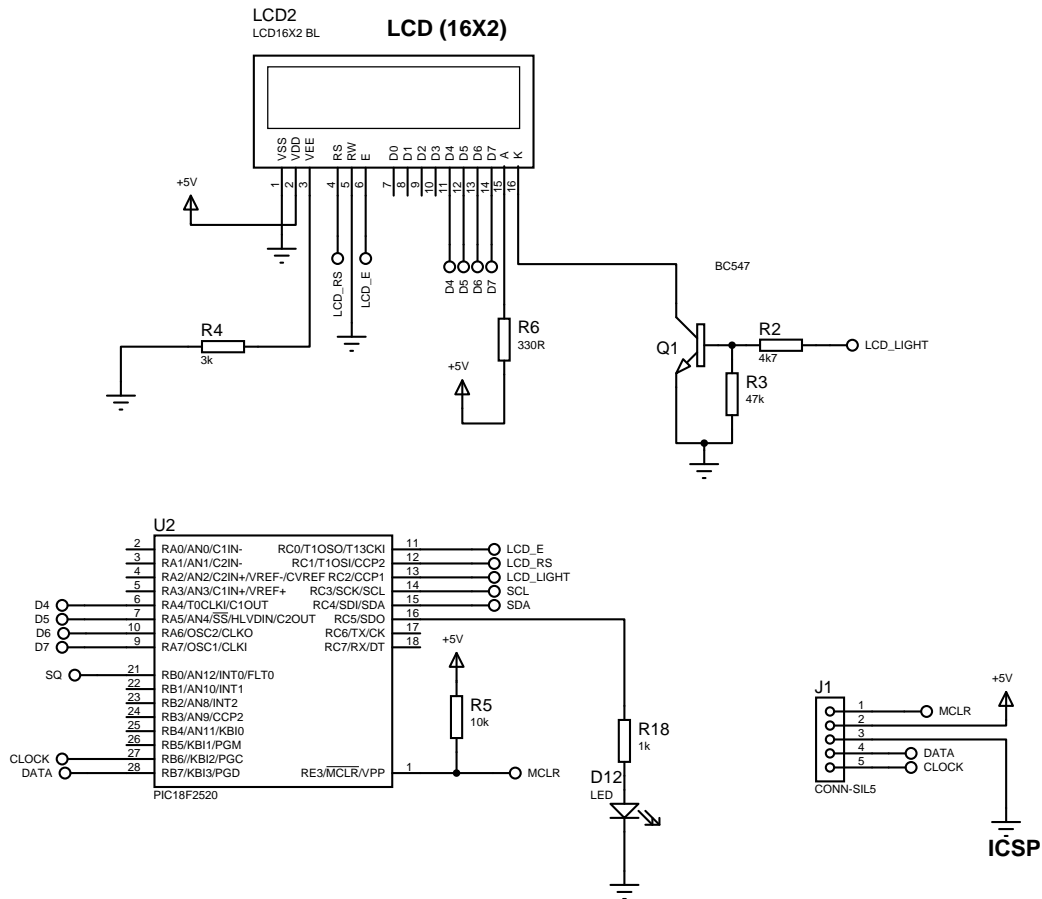 LCD2
LCD16X2 BL
LCD (16X2)
VSS
VDD
VEE
RS
RW
E
D0
D1
D2
D3
D4
D5
D6
D7
A
K
1
2
3
4
5
6
7
8
9
10
11
12
13
14
15
16
+5V
LCD_RS
LCD_E
D4
D5
D6
D7
BC547
R4
3k
R6
330R
+5V
Q1
R2
4k7
LCD_LIGHT
R3
47k
U2
2 RA0/AN0/C1IN- RC0/T1OSO/T13CKI 11 LCD_E
3 RA1/AN1/C2IN- RC1/T1OSI/CCP2 12 LCD_RS
4 RA2/AN2/C2IN+/VREF-/CVREF RC2/CCP1 13 LCD_LIGHT
5 RA3/AN3/C1IN+/VREF+ RC3/SCK/SCL 14 SCL
D4 6 RA4/T0CLKI/C1OUT RC4/SDI/SDA 15 SDA
D5 7 RA5/AN4/SS/HLVDIN/C2OUT RC5/SDO 16
D6 10 RA6/OSC2/CLKO RC6/TX/CK 17
D7 9 RA7/OSC1/CLKI RC7/RX/DT 18
SQ 21 RB0/AN12/INT0/FLT0
22 RB1/AN10/INT1
23 RB2/AN8/INT2
24 RB3/AN9/CCP2
25 RB4/AN11/KBI0
26 RB5/KBI1/PGM
CLOCK 27 RB6//KBI2/PGC
DATA 28 RB7/KBI3/PGD RE3/MCLR/VPP 1 MCLR
PIC18F2520
+5V
R5
10k
R18
1k
D12
LED
J1
+5V
1 MCLR
2
3
4 DATA
5 CLOCK
CONN-SIL5
ICSP